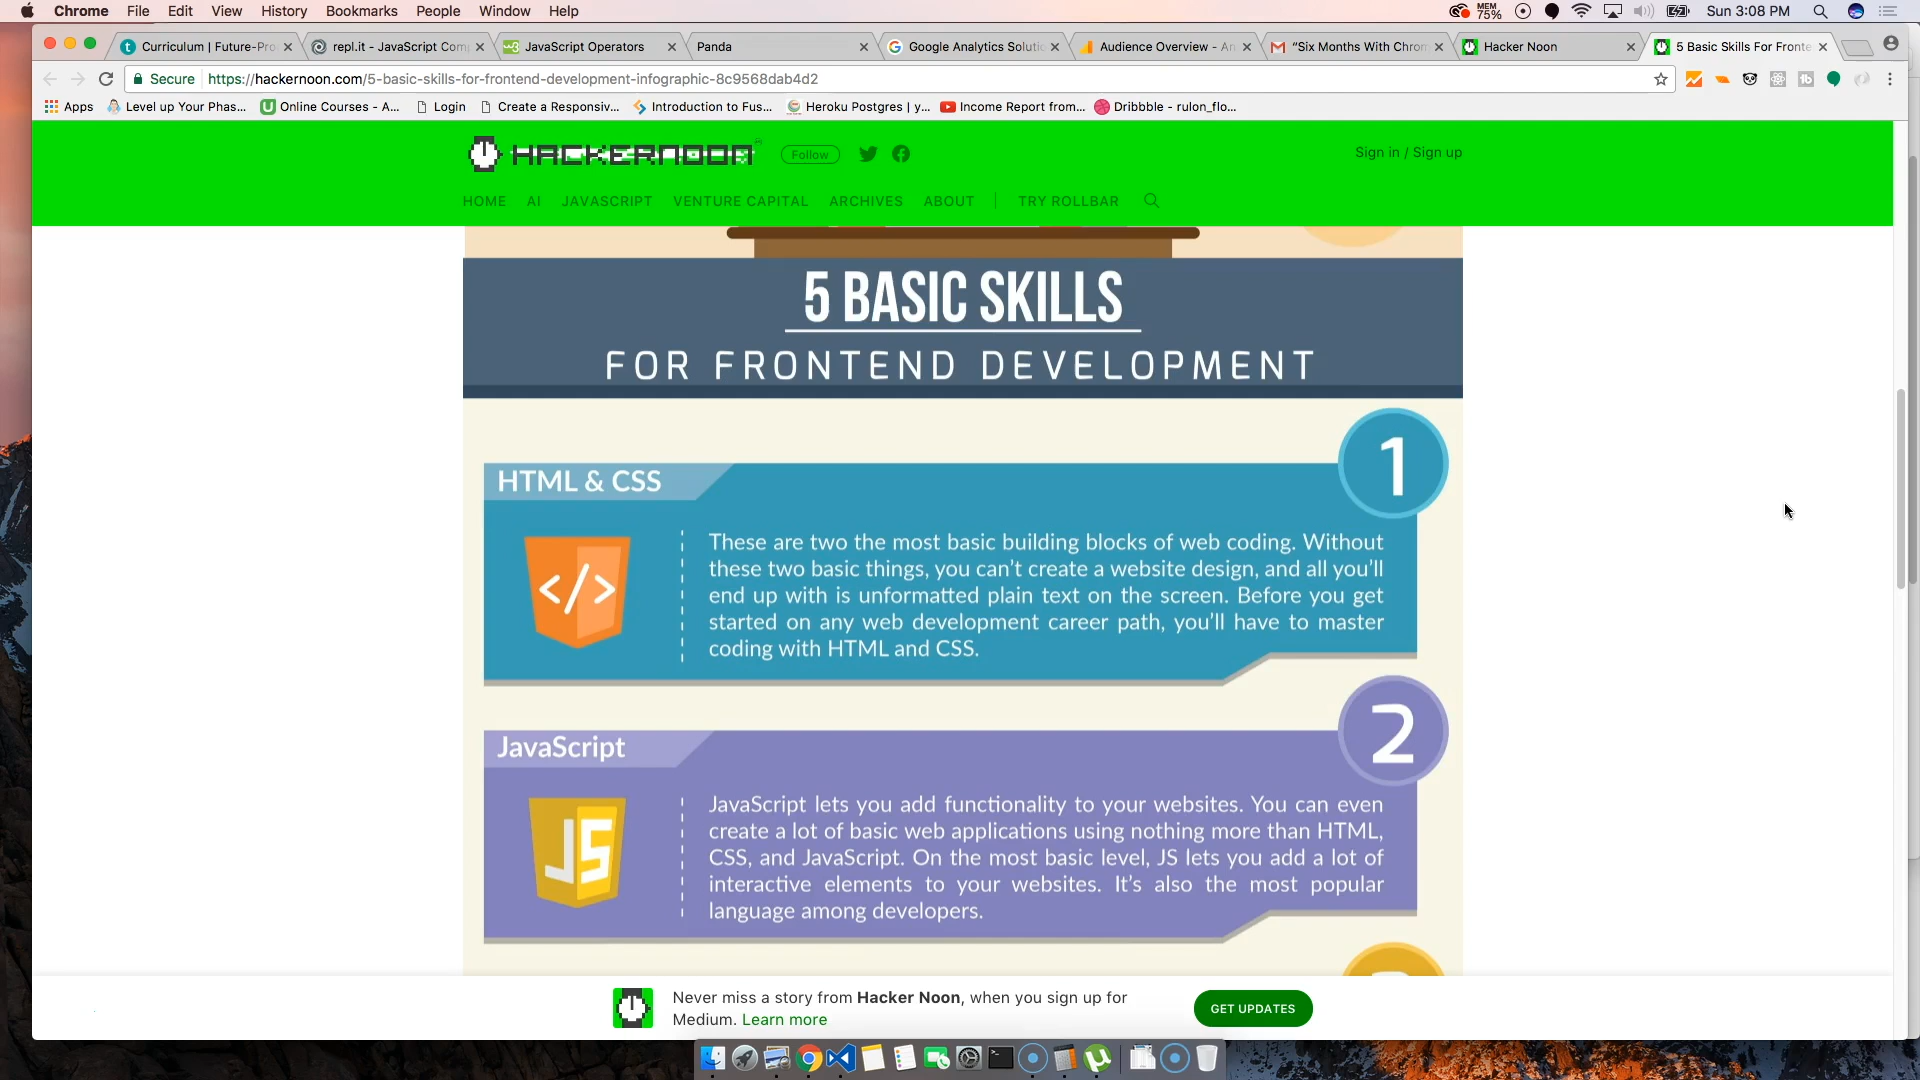 Chrome File Edit View History Bookmarks People Window Help
MEM 75% Sun 3:08 PM
Curriculum | Future-Pro
repl.it - JavaScript Com
JavaScript Operators
Panda
Google Analytics Solutio
Audience Overview - An
"Six Months With Chrom
Hacker Noon
5 Basic Skills For Fronte
Secure https://hackernoon.com/5-basic-skills-for-frontend-development-infographic-8c9568dab4d2
Apps Level up Your Phas... Online Courses - A... Login Create a Responsiv... Introduction to Fus... Heroku Postgres | y... Income Report from... Dribbble - rulon_flo...
HACKERNOON Follow Sign in / Sign up
HOME AI JAVASCRIPT VENTURE CAPITAL ARCHIVES ABOUT TRY ROLLBAR
5 BASIC SKILLS
FOR FRONTEND DEVELOPMENT
1
HTML & CSS
</>
These are two the most basic building blocks of web coding. Without
these two basic things, you can't create a website design, and all you'll
end up with is unformatted plain text on the screen. Before you get
started on any web development career path, you'll have to master
coding with HTML and CSS.
2
JavaScript
JS
JavaScript lets you add functionality to your websites. You can even
create a lot of basic web applications using nothing more than HTML,
CSS, and JavaScript. On the most basic level, JS lets you add a lot of
interactive elements to your websites. It's also the most popular
language among developers.
Never miss a story from Hacker Noon, when you sign up for
Medium. Learn more
GET UPDATES